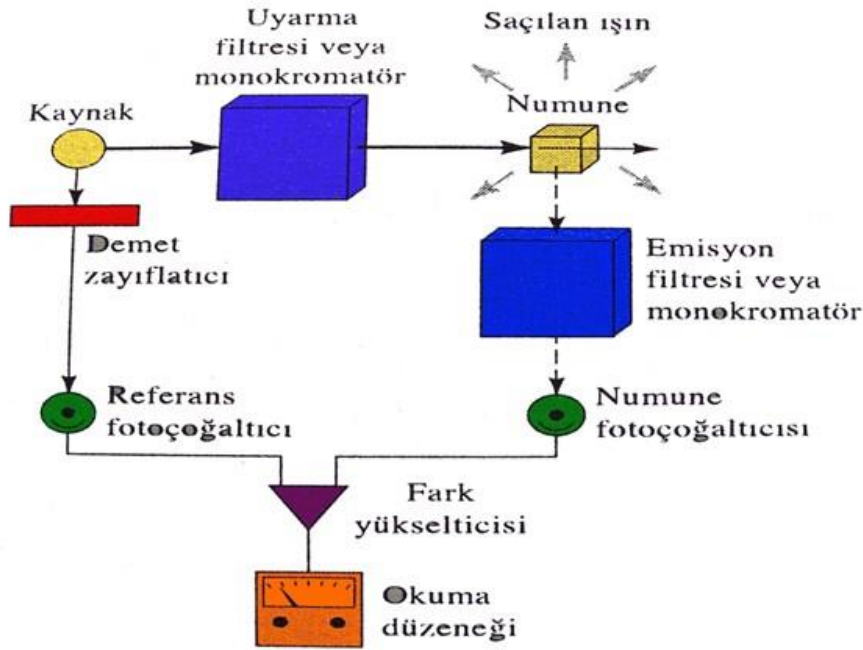 Uyarma
filtresi veya
monokromatör
Saçılan ışın
Kaynak
Numune
Demet
zayıflatıcı
Emisyon
filtresi veya
monokromatör
Referans
fotoçoğaltıcı
Numune
fotoçoğaltıcısı
Fark
yükselticisi
Okuma
düzeneği